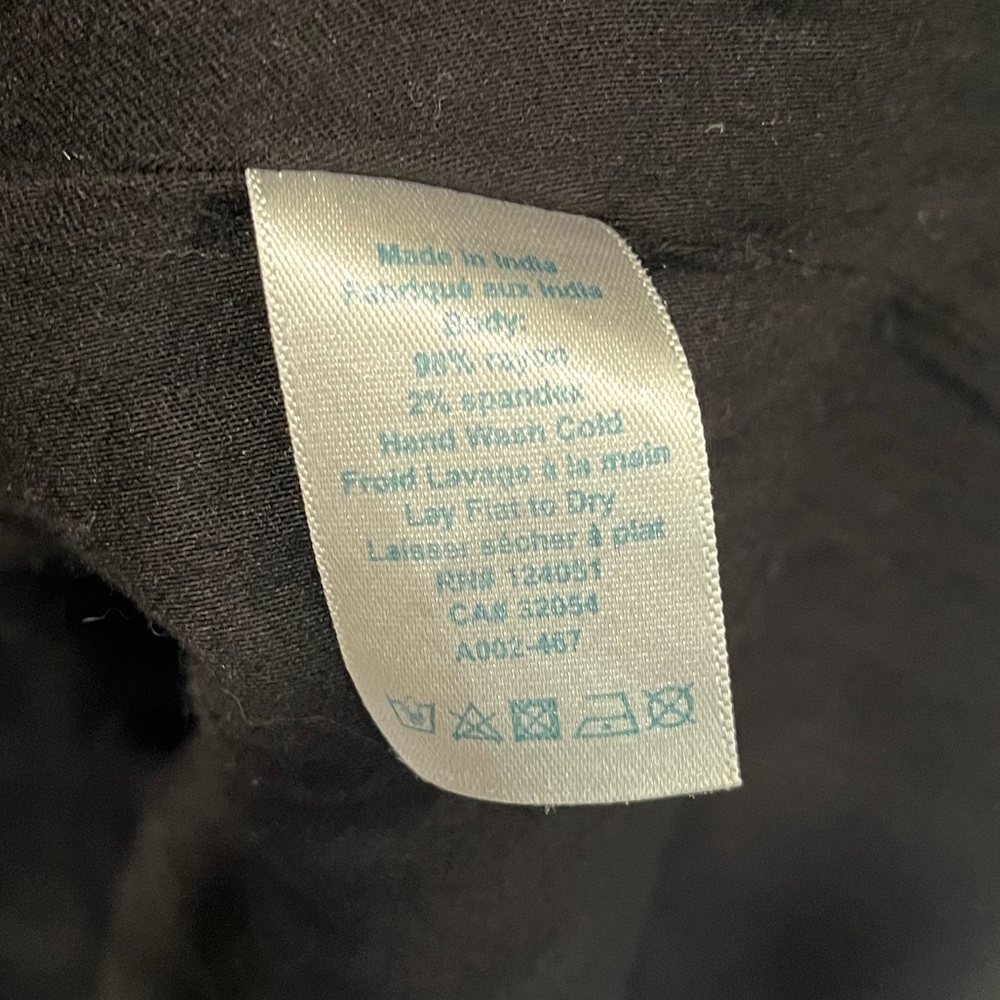 Made in India
Fabriqué aux India
Body:
98% rayon
2% spandex
Hand Wash Cold
Froid Lavage à la main
Lay Flat to Dry
Laisser sécher à plat
RN# 124051
CA# 32054
A002-467